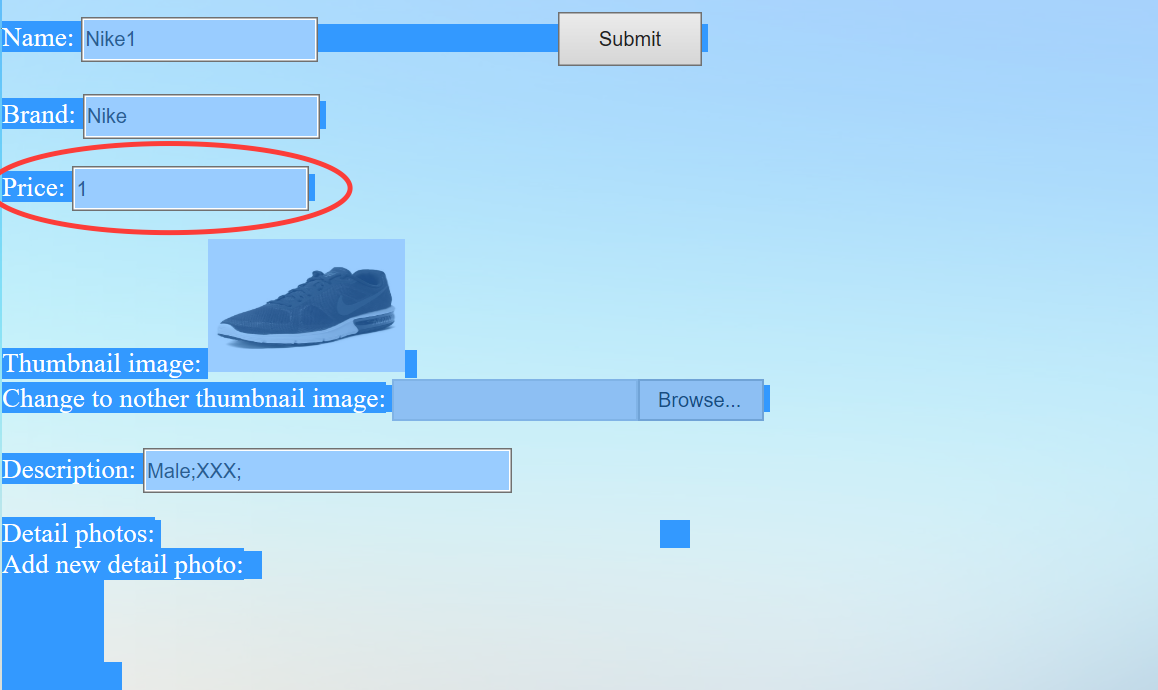 Name: Nike1 Submit
Brand: Nike
Price: 1
Thumbnail image:
Change to nother thumbnail image: Browse...
Description: Male;XXX;
Detail photos:
Add new detail photo: